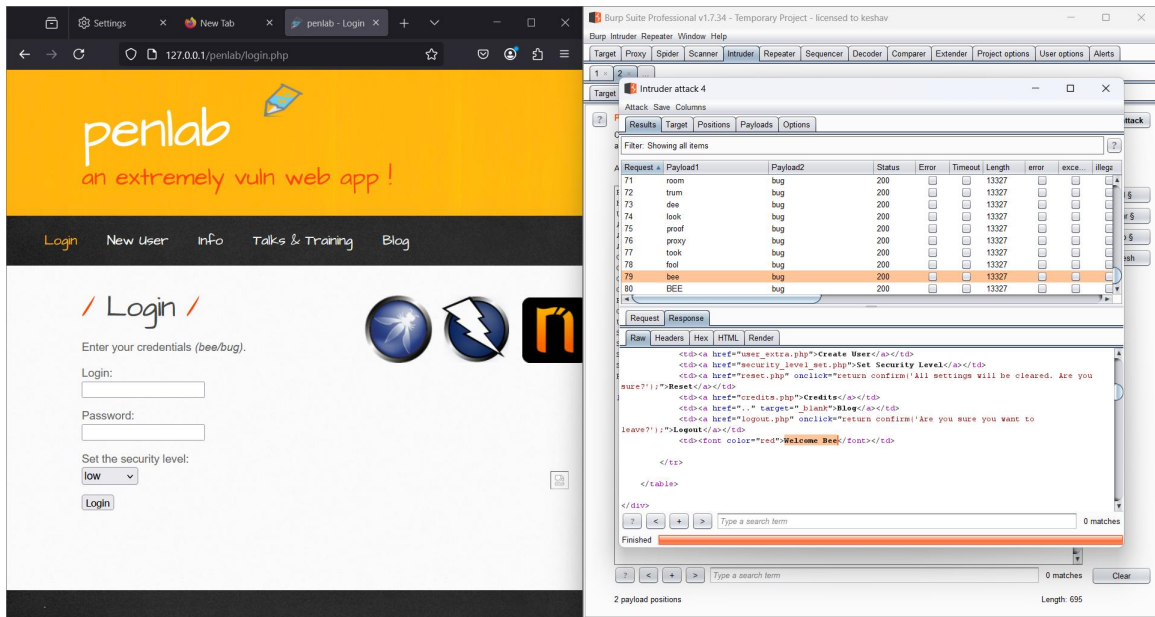 Settings
New Tab
penlab - Login
127.0.0.1/penlab/login.php
penlab
an extremely vuln web app !
Login New User Info Talks & Training Blog
/ Login /
Enter your credentials (bee/bug).
Login:
Password:
Set the security level:
low
Login
Burp Suite Professional v1.7.34 - Temporary Project - licensed to keshav
Burp Intruder Repeater Window Help
Target Proxy Spider Scanner Intruder Repeater Sequencer Decoder Comparer Extender Project options User options Alerts
1 × 2 × ...
Target
Intruder attack 4
Attack Save Columns
Results Target Positions Payloads Options
Filter: Showing all items
?
Request Payload1 Payload2 Status Error Timeout Length error exce... illega
71 room bug 200 13327
72 trum bug 200 13327
73 dee bug 200 13327
74 look bug 200 13327
75 proof bug 200 13327
76 proxy bug 200 13327
77 took bug 200 13327
78 fool bug 200 13327
79 bee bug 200 13327
80 BEE bug 200 13327
Request Response
Raw Headers Hex HTML Render
<td><a href="user_extra.php">Create User</a></td>
<td><a href="security_level_set.php">Set Security Level</a></td>
<td><a href="reset.php" onclick="return confirm('All settings will be cleared. Are you
sure?');">Reset</a></td>
<td><a href="credits.php">Credits</a></td>
<td><a href=".." target="_blank">Blog</a></td>
<td><a href="logout.php" onclick="return confirm('Are you sure you want to
leave?');">Logout</a></td>
<td><font color="red">Welcome Bee</font></td>
</tr>
</table>
</div>
? < + > Type a search term 0 matches
Finished
? < + > Type a search term 0 matches Clear
2 payload positions Length: 695